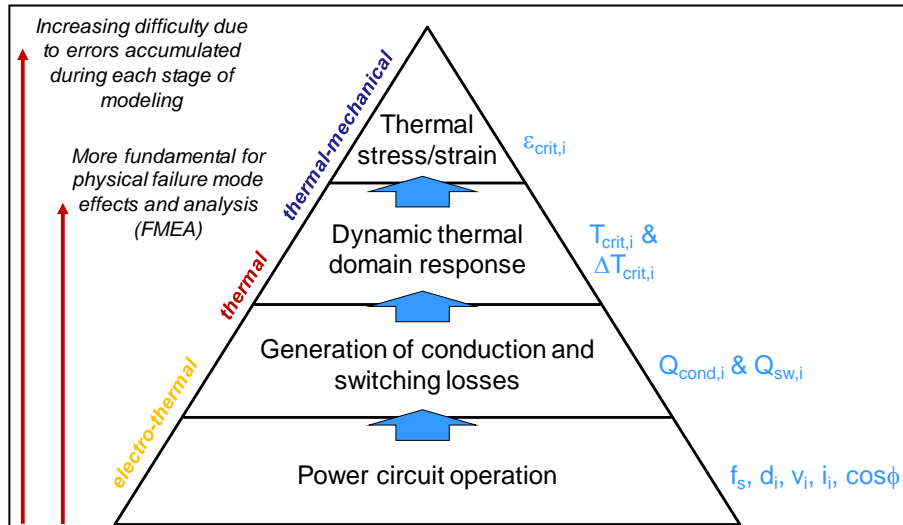 Increasing difficulty due
to errors accumulated
during each stage of
modeling
More fundamental for
physical failure mode
effects and analysis
(FMEA)
thermal-mechanical
thermal
electro-thermal
Thermal
stress/strain
εcrit,i
Dynamic thermal
domain response
Tcrit,i &
ΔTcrit,i
Generation of conduction and
switching losses
Qcond,i & Qsw,i
Power circuit operation
fs, di, vi, ii, cosϕ